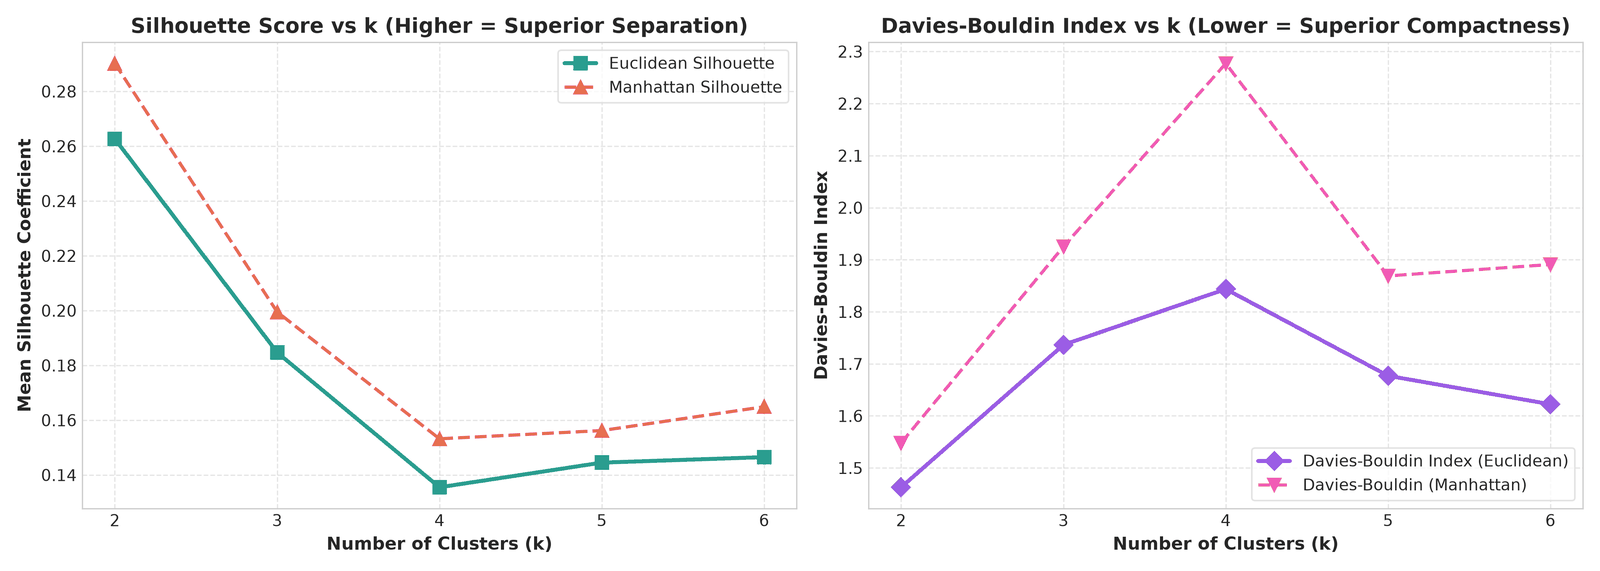 Silhouette Score vs k (Higher = Superior Separation)
Euclidean Silhouette
Manhattan Silhouette
Mean Silhouette Coefficient
0.28
0.26
0.24
0.22
0.20
0.18
0.16
0.14
2 3 4 5 6
Number of Clusters (k)
Davies-Bouldin Index vs k (Lower = Superior Compactness)
Davies-Bouldin Index
2.3
2.2
2.1
2.0
1.9
1.8
1.7
1.6
1.5
Davies-Bouldin Index (Euclidean)
Davies-Bouldin (Manhattan)
2 3 4 5 6
Number of Clusters (k)